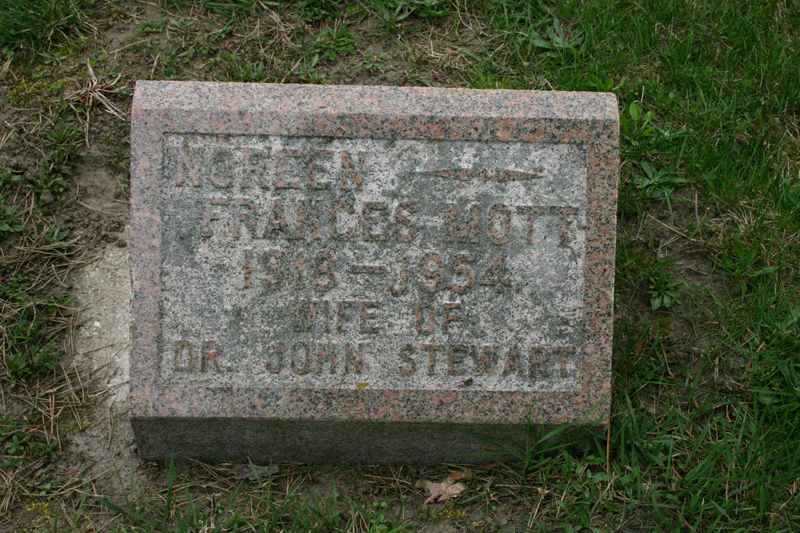 NOREEN
FRANCES MOTT
1918 - 1954
WIFE OF
DR. JOHN STEWART